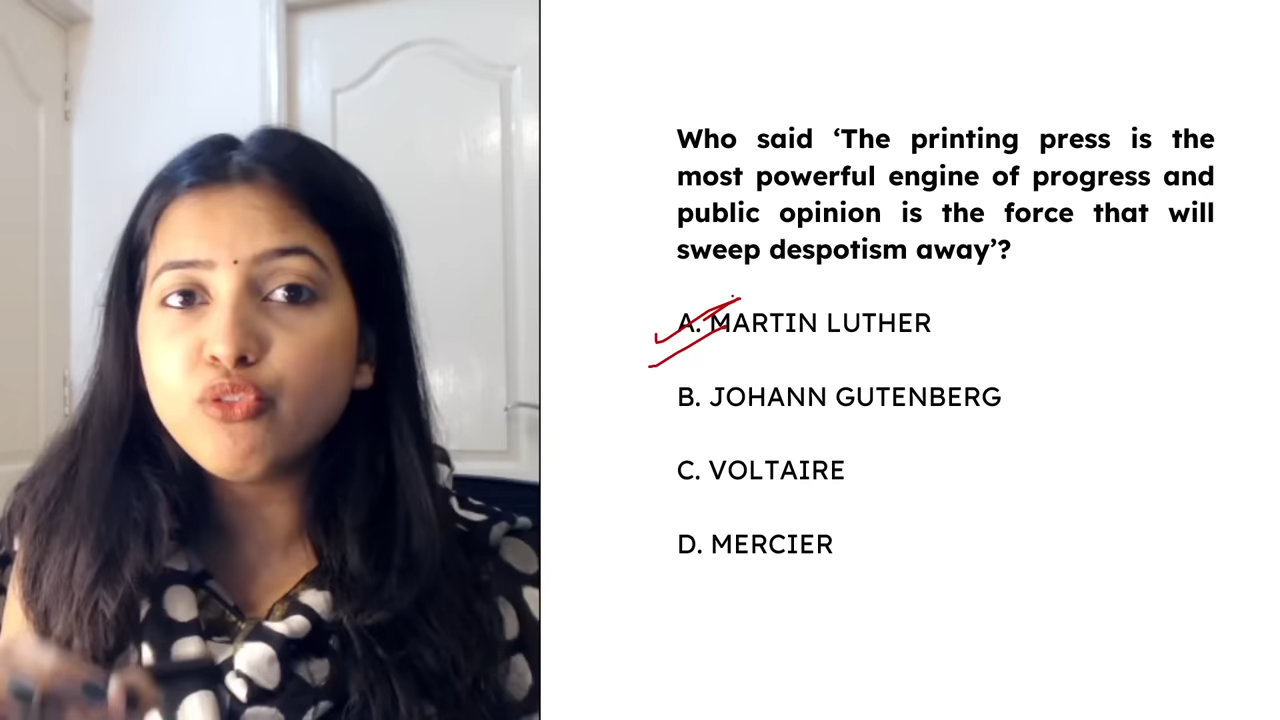 Who said ‘The printing press is the
most powerful engine of progress and
public opinion is the force that will
sweep despotism away’?
A. MARTIN LUTHER
B. JOHANN GUTENBERG
C. VOLTAIRE
D. MERCIER